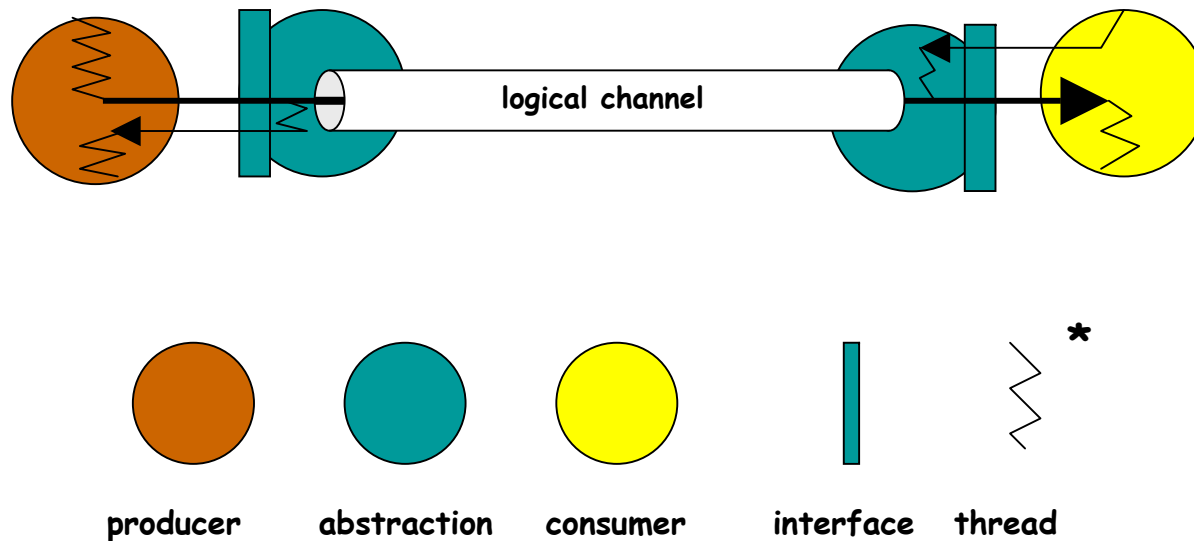 logical channel
*
producer abstraction consumer interface thread